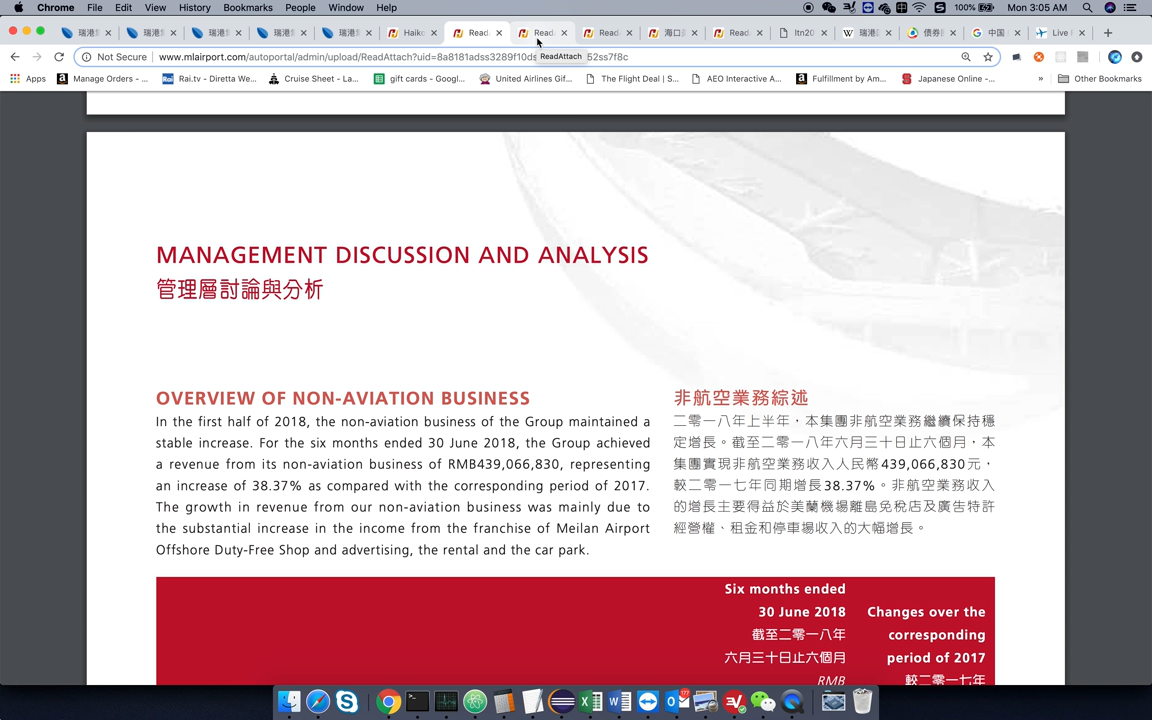 Chrome File Edit View History Bookmarks People Window Help 100% Mon 3:05 AM
瑞港 瑞港 瑞港 瑞港 瑞港 Haiko Read Read Read 海口 Read ltn20 瑞港 债券 中国 Live
Not Secure www.mlairport.com/autoportal/admin/upload/ReadAttach?uid=8a8181adss3289f10ds 52ss7f8c
ReadAttach
Apps Manage Orders - ... Rai.tv - Diretta We... Cruise Sheet - La... gift cards - Googl... United Airlines Gif... The Flight Deal | S... AEO Interactive A... Fulfillment by Am... Japanese Online -... » Other Bookmarks
MANAGEMENT DISCUSSION AND ANALYSIS
管理層討論與分析
OVERVIEW OF NON-AVIATION BUSINESS
In the first half of 2018, the non-aviation business of the Group maintained a
stable increase. For the six months ended 30 June 2018, the Group achieved
a revenue from its non-aviation business of RMB439,066,830, representing
an increase of 38.37% as compared with the corresponding period of 2017.
The growth in revenue from our non-aviation business was mainly due to
the substantial increase in the income from the franchise of Meilan Airport
Offshore Duty-Free Shop and advertising, the rental and the car park.
非航空業務綜述
二零一八年上半年，本集團非航空業務繼續保持穩
定增長。截至二零一八年六月三十日止六個月，本
集團實現非航空業務收入人民幣439,066,830元，
較二零一七年同期增長38.37%。非航空業務收入
的增長主要得益於美蘭機場離島免稅店及廣告特許
經營權、租金和停車場收入的大幅增長。
Six months ended
30 June 2018
截至二零一八年
六月三十日止六個月
RMB
Changes over the
corresponding
period of 2017
較二零一七年